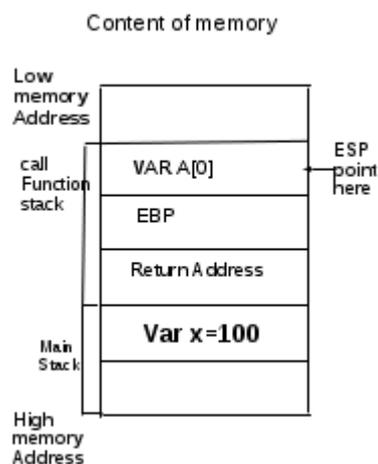 Content of memory
Low
memory
Address
call
Function
stack
VAR A[0]
ESP
point
here
EBP
Return Address
Var x=100
Main
Stack
High
memory
Address